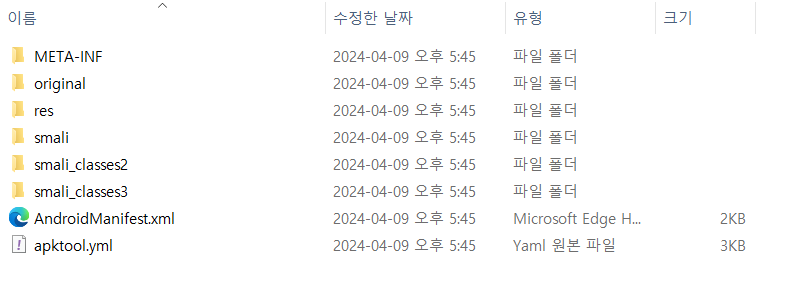 이름 수정한 날짜 유형 크기
META-INF 2024-04-09 오후 5:45 파일 폴더
original 2024-04-09 오후 5:45 파일 폴더
res 2024-04-09 오후 5:45 파일 폴더
smali 2024-04-09 오후 5:45 파일 폴더
smali_classes2 2024-04-09 오후 5:45 파일 폴더
smali_classes3 2024-04-09 오후 5:45 파일 폴더
AndroidManifest.xml 2024-04-09 오후 5:45 Microsoft Edge H... 2KB
apktool.yml 2024-04-09 오후 5:45 Yaml 원본 파일 3KB